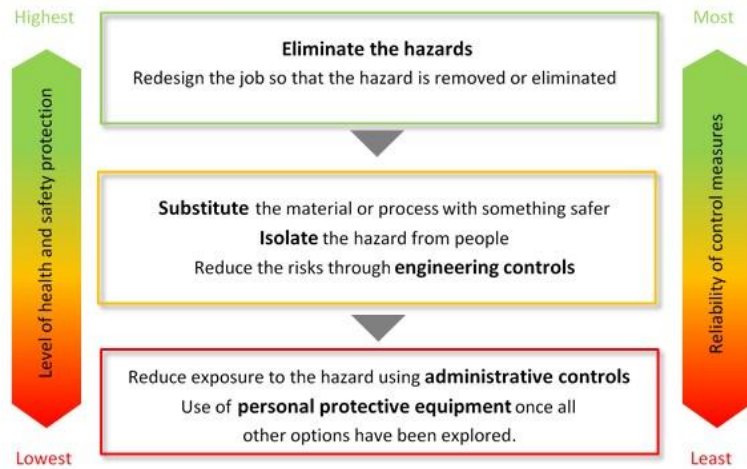 Highest
Most
Eliminate the hazards
Redesign the job so that the hazard is removed or eliminated
Level of health and safety protection
Substitute the material or process with something safer
Isolate the hazard from people
Reduce the risks through engineering controls
Reliability of control measures
Reduce exposure to the hazard using administrative controls
Use of personal protective equipment once all
other options have been explored.
Lowest
Least